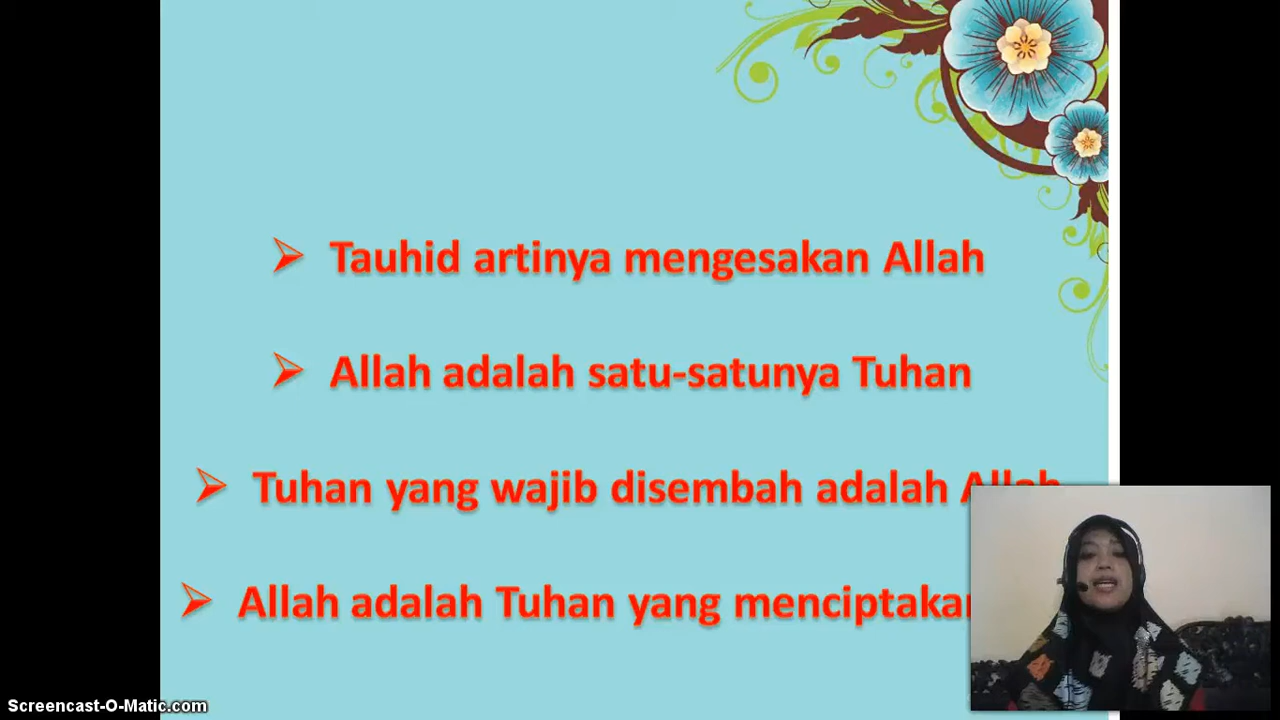 Tauhid artinya mengesakan Allah
Allah adalah satu-satunya Tuhan
Tuhan yang wajib disembah adalah Allah
Allah adalah Tuhan yang menciptakan
Screencast-O-Matic.com